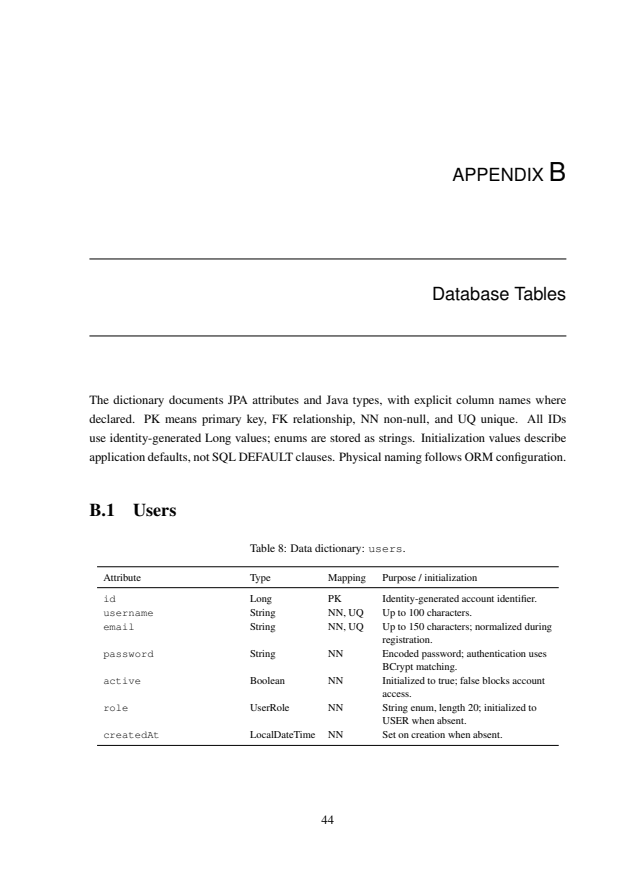 APPENDIX B
Database Tables
The dictionary documents JPA attributes and Java types, with explicit column names where
declared. PK means primary key, FK relationship, NN non-null, and UQ unique. All IDs
use identity-generated Long values; enums are stored as strings. Initialization values describe
application defaults, not SQL DEFAULT clauses. Physical naming follows ORM configuration.
B.1 Users
Table 8: Data dictionary: users.
Attribute Type Mapping Purpose / initialization
id Long PK Identity-generated account identifier.
username String NN, UQ Up to 100 characters.
email String NN, UQ Up to 150 characters; normalized during
registration.
password String NN Encoded password; authentication uses
BCrypt matching.
active Boolean NN Initialized to true; false blocks account
access.
role UserRole NN String enum, length 20; initialized to
USER when absent.
createdAt LocalDateTime NN Set on creation when absent.
44